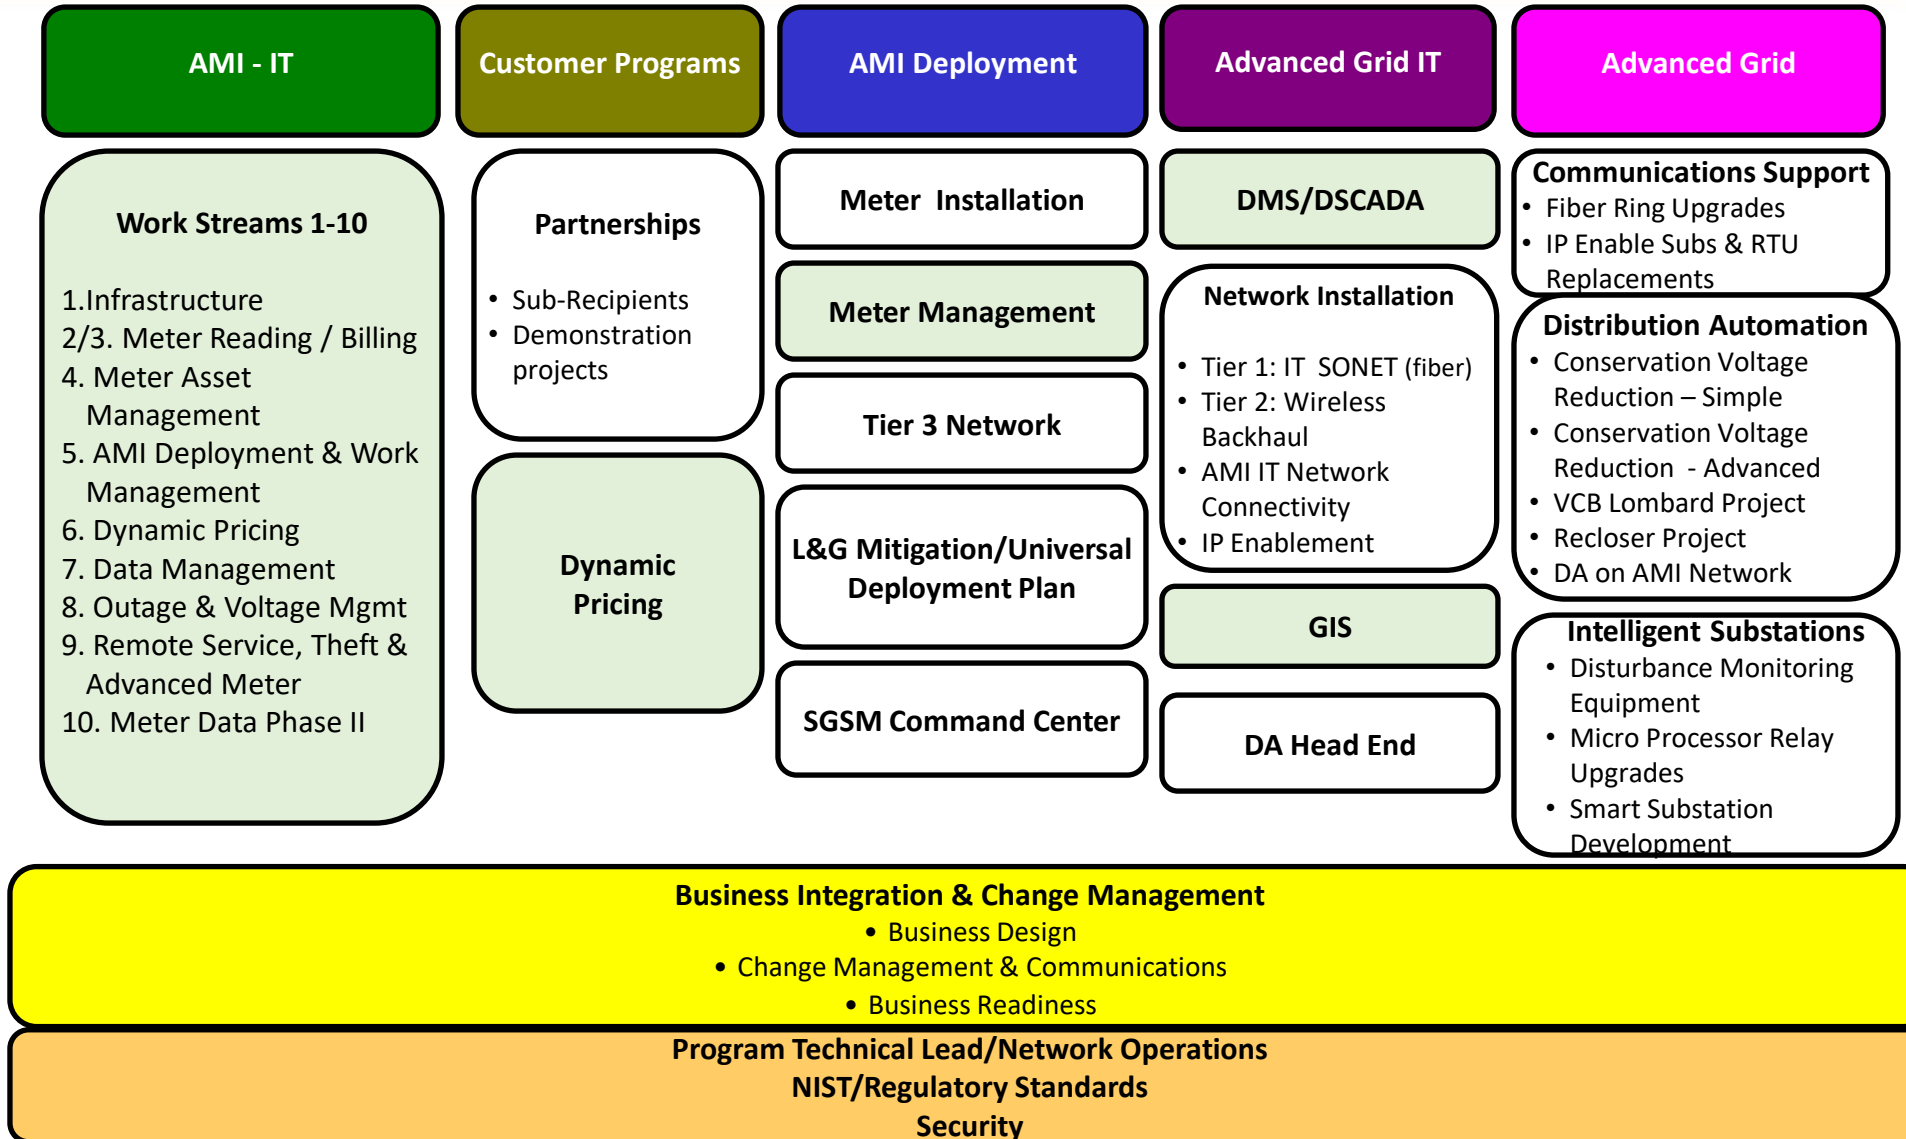 AMI - IT
Customer Programs
AMI Deployment
Advanced Grid IT
Advanced Grid
Work Streams 1-10
1.Infrastructure
2/3. Meter Reading / Billing
4. Meter Asset
Management
5. AMI Deployment & Work
Management
6. Dynamic Pricing
7. Data Management
8. Outage & Voltage Mgmt
9. Remote Service, Theft &
Advanced Meter
10. Meter Data Phase II
Partnerships
• Sub-Recipients
• Demonstration
projects
Dynamic
Pricing
Meter Installation
Meter Management
Tier 3 Network
L&G Mitigation/Universal
Deployment Plan
SGSM Command Center
DMS/DSCADA
Network Installation
• Tier 1: IT SONET (fiber)
• Tier 2: Wireless
Backhaul
• AMI IT Network
Connectivity
• IP Enablement
GIS
DA Head End
Communications Support
• Fiber Ring Upgrades
• IP Enable Subs & RTU
Replacements
Distribution Automation
• Conservation Voltage
Reduction – Simple
• Conservation Voltage
Reduction - Advanced
• VCB Lombard Project
• Recloser Project
• DA on AMI Network
Intelligent Substations
• Disturbance Monitoring
Equipment
• Micro Processor Relay
Upgrades
• Smart Substation
Development
Business Integration & Change Management
• Business Design
• Change Management & Communications
• Business Readiness
Program Technical Lead/Network Operations
NIST/Regulatory Standards
Security